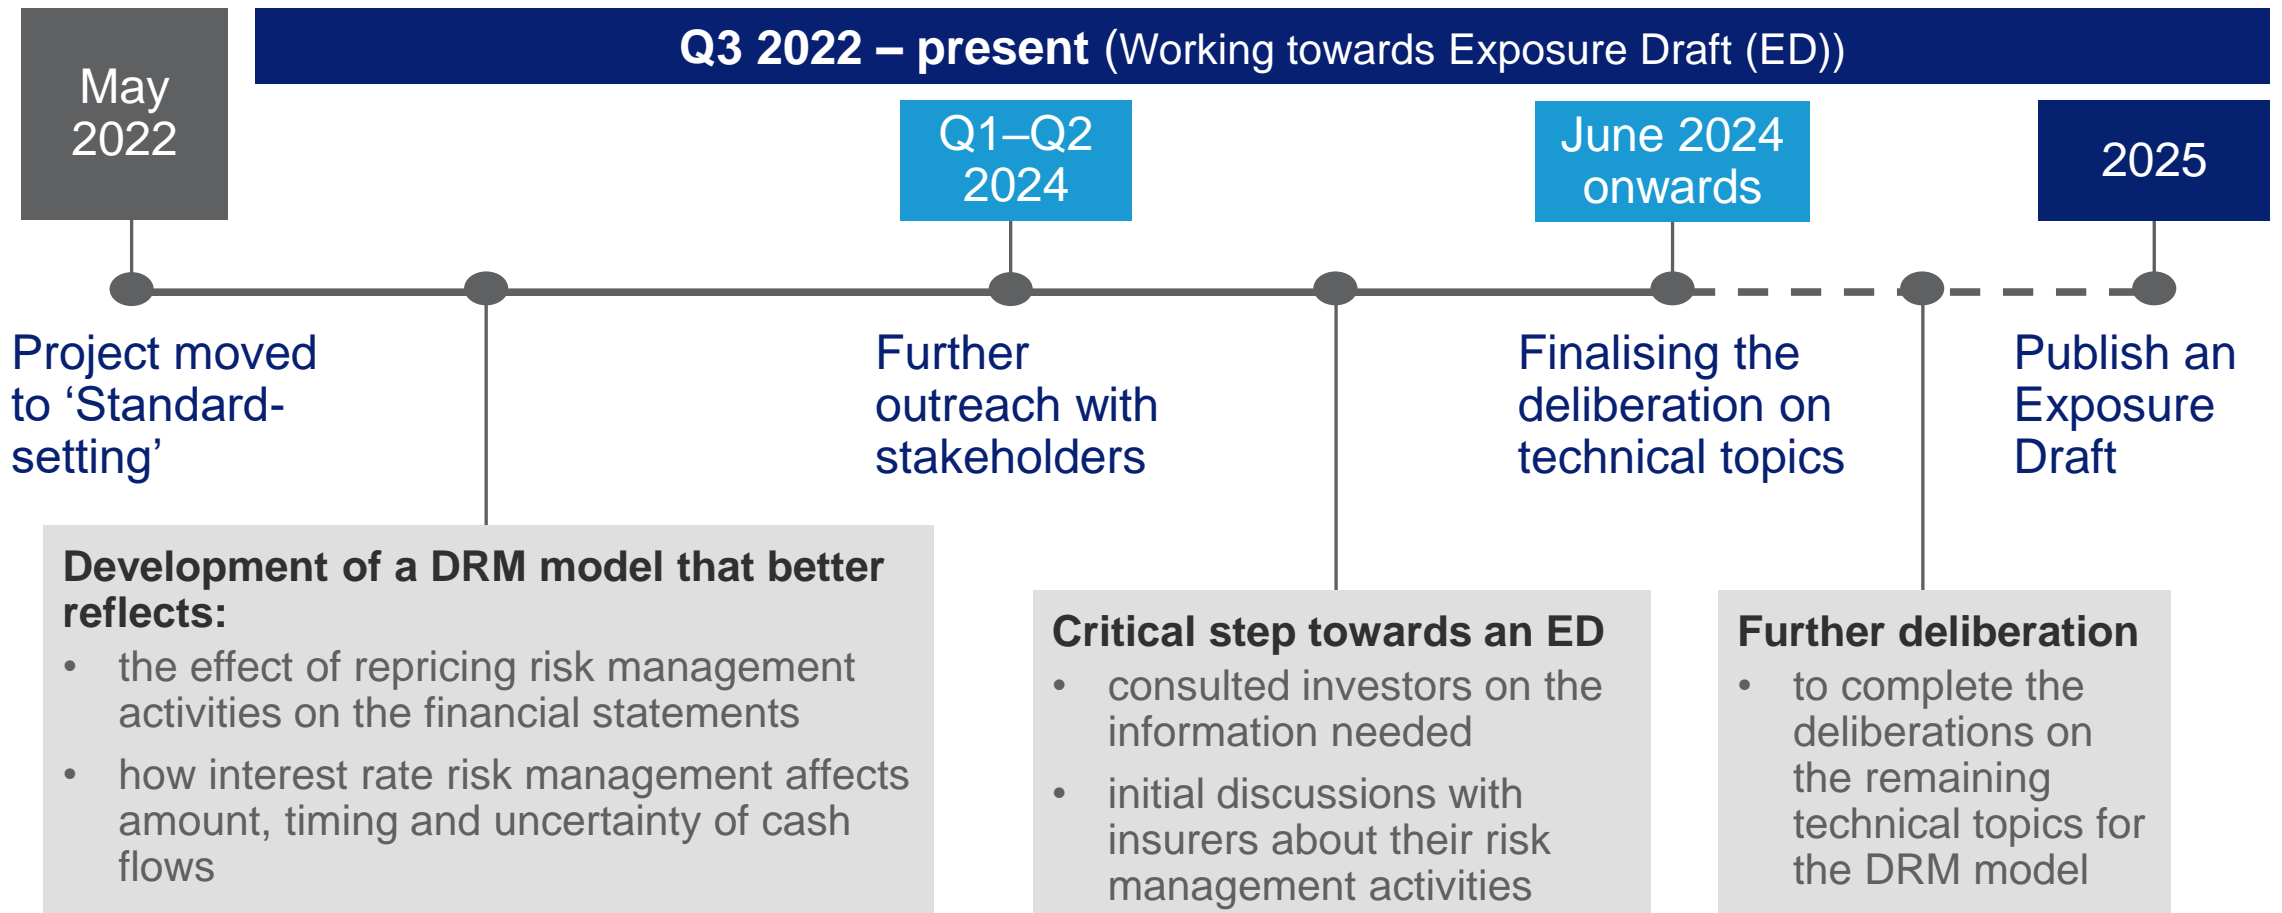 Q3 2022 – present (Working towards Exposure Draft (ED))
May
2022
Q1–Q2
2024
June 2024
onwards
2025
Project moved
to ‘Standard-
setting’
Further
outreach with
stakeholders
Finalising the
deliberation on
technical topics
Publish an
Exposure
Draft
Development of a DRM model that better
reflects:
• the effect of repricing risk management
activities on the financial statements
• how interest rate risk management affects
amount, timing and uncertainty of cash
flows
Critical step towards an ED
• consulted investors on the
information needed
• initial discussions with
insurers about their risk
management activities
Further deliberation
• to complete the
deliberations on
the remaining
technical topics for
the DRM model